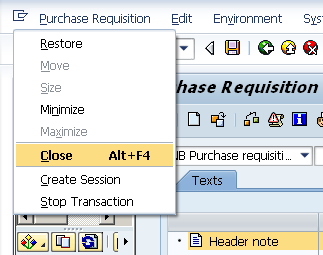 Purchase Requisition Edit Environment Sys
Restore
Move
Size
Minimize
Maximize
Close Alt+F4
Create Session
Stop Transaction
hase Requisition
NB Purchase requisiti...
Texts
Header note